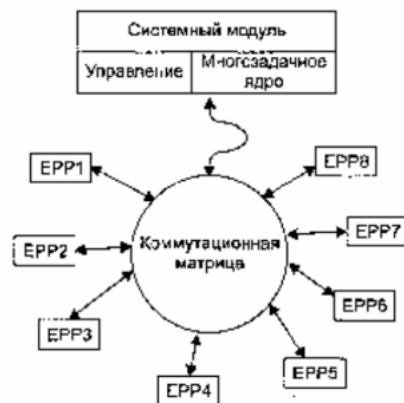 Системный модуль
Управление
Многозадачное
ядро
EPP1
EPP8
EPP2
Коммутационная
матрица
EPP7
EPP3
EPP6
EPP4
EPP5